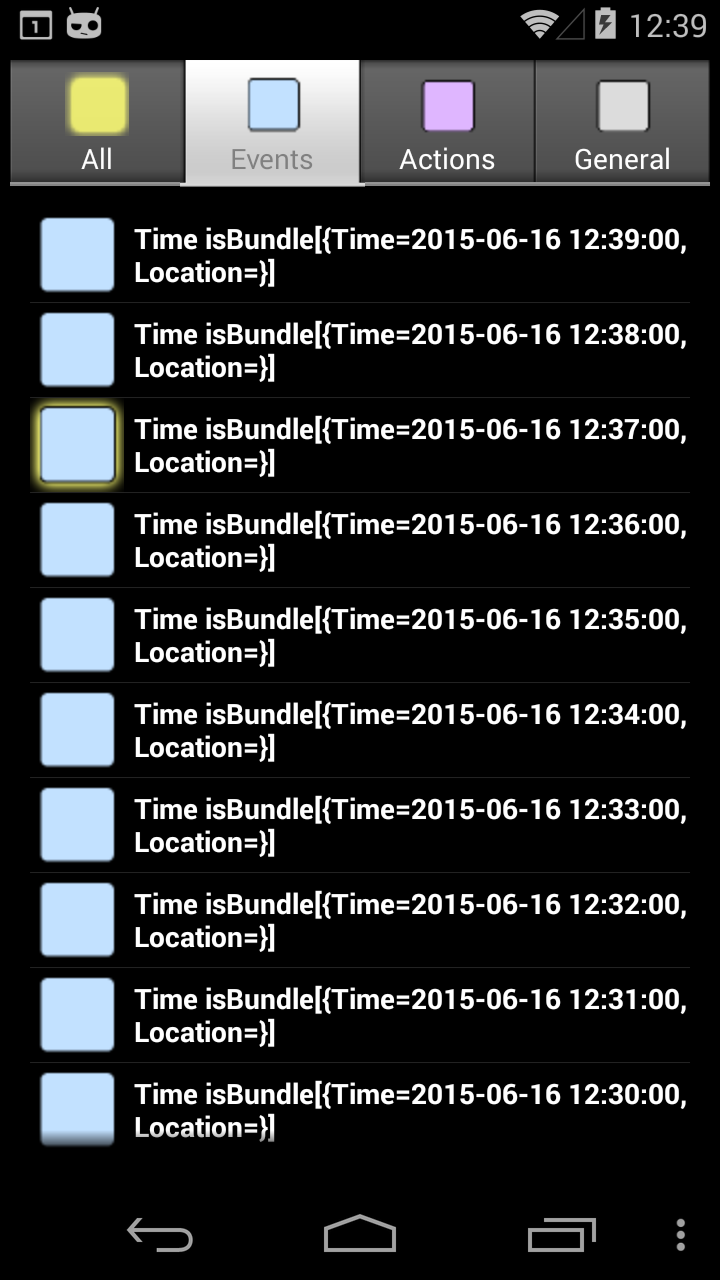 1 12:39
All Events Actions General
Time isBundle[{Time=2015-06-16 12:39:00,
Location=}]
Time isBundle[{Time=2015-06-16 12:38:00,
Location=}]
Time isBundle[{Time=2015-06-16 12:37:00,
Location=}]
Time isBundle[{Time=2015-06-16 12:36:00,
Location=}]
Time isBundle[{Time=2015-06-16 12:35:00,
Location=}]
Time isBundle[{Time=2015-06-16 12:34:00,
Location=}]
Time isBundle[{Time=2015-06-16 12:33:00,
Location=}]
Time isBundle[{Time=2015-06-16 12:32:00,
Location=}]
Time isBundle[{Time=2015-06-16 12:31:00,
Location=}]
Time isBundle[{Time=2015-06-16 12:30:00,
Location=}]